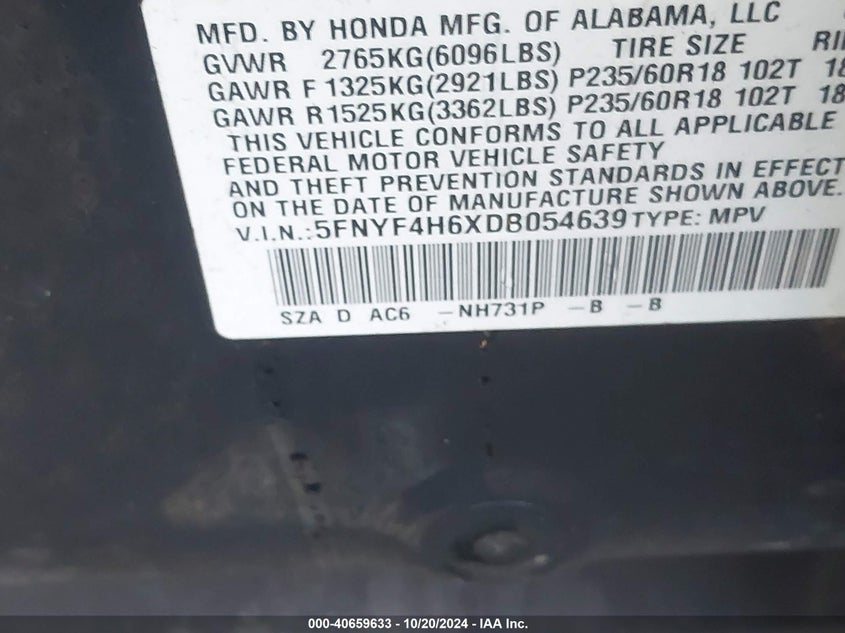 MFD. BY HONDA MFG. OF ALABAMA, LLC
GVWR 2765KG(6096LBS) TIRE SIZE
GAWR F1325KG(2921LBS) P235/60R18 102T 18
GAWR R1525KG(3362LBS) P235/60R18 102T 18
THIS VEHICLE CONFORMS TO ALL APPLICABLE
FEDERAL MOTOR VEHICLE SAFETY
AND THEFT PREVENTION STANDARDS IN EFFECT
ON THE DATE OF MANUFACTURE SHOWN ABOVE.
V.I.N.:5FNYF4H6XDB054639 TYPE: MPV
SZA D AC6 -NH731P -B -B
000-40659633 - 10/20/2024 - IAA Inc.